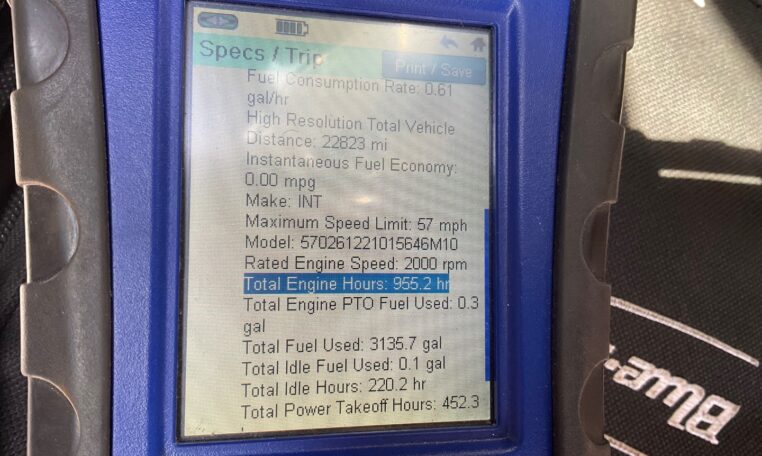 Specs / Trip
Print / Save
Fuel Consumption Rate: 0.61
gal/hr
High Resolution Total Vehicle
Distance: 22823 mi
Instantaneous Fuel Economy:
0.00 mpg
Make: INT
Maximum Speed Limit: 57 mph
Model: 570261221015646M10
Rated Engine Speed: 2000 rpm
Total Engine Hours: 955.2 hr
Total Engine PTO Fuel Used: 0.3
gal
Total Fuel Used: 3135.7 gal
Total Idle Fuel Used: 0.1 gal
Total Idle Hours: 220.2 hr
Total Power Takeoff Hours: 452.3